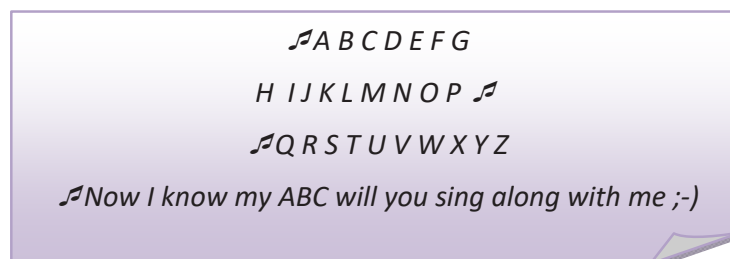 ♫A B C D E F G
H I J K L M N O P ♫
♫Q R S T U V W X Y Z
♫Now I know my ABC will you sing along with me ;-)